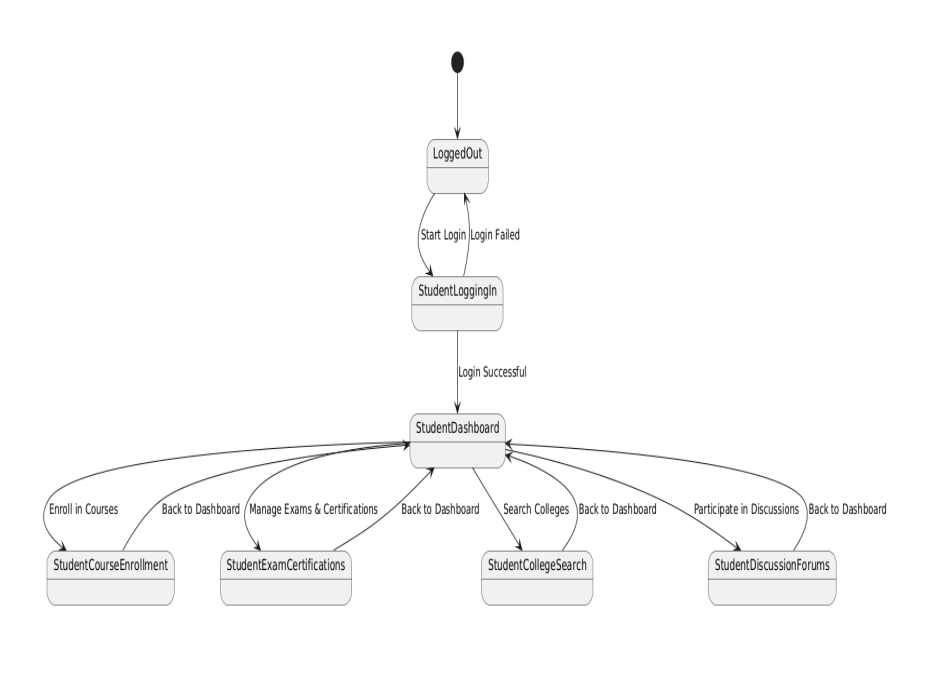 LoggedOut
Start Login
Login Failed
StudentLoggingIn
Login Successful
StudentDashboard
Enroll in Courses
Back to Dashboard
Manage Exams & Certifications
Back to Dashboard
Search Colleges
Back to Dashboard
Participate in Discussions
Back to Dashboard
StudentCourseEnrollment
StudentExamCertifications
StudentCollegeSearch
StudentDiscussionForums